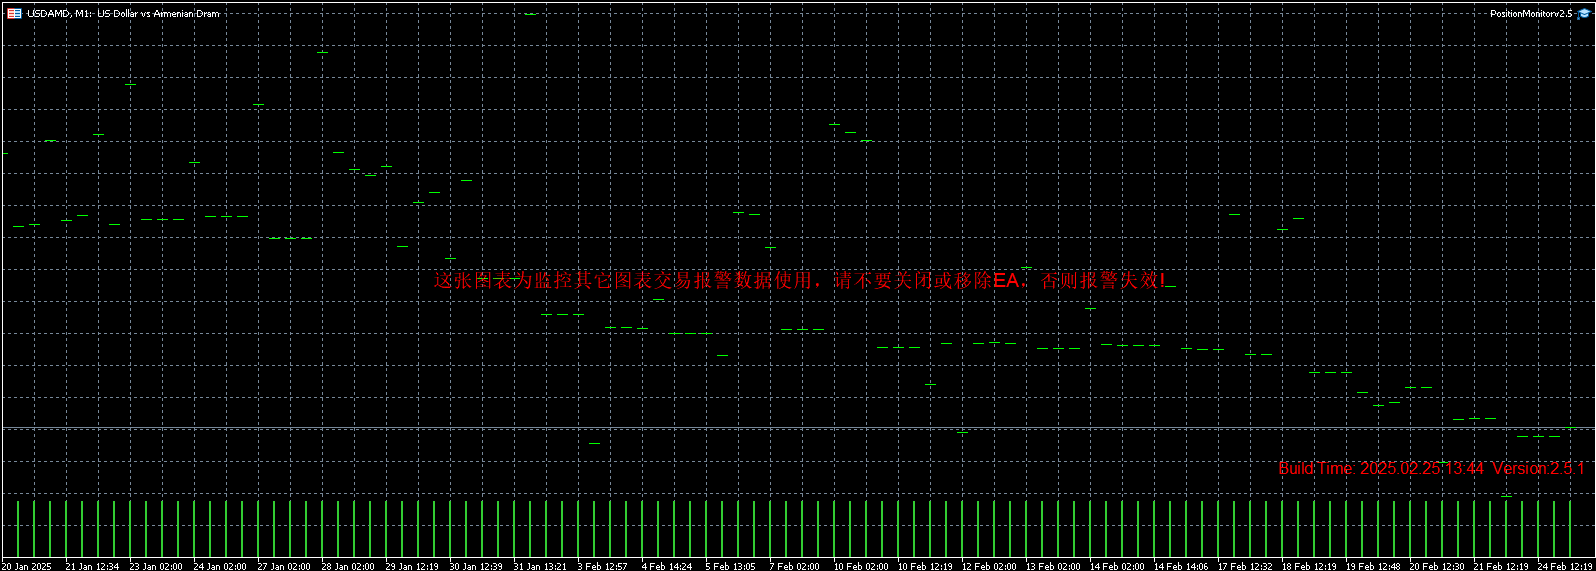 USDAMD, M1: US Dollar vs Armenian Dram
PositionMonitorv2.5
这张图表为监控其它图表交易报警数据使用，请不要关闭或移除EA，否则报警失效!
Build Time: 2025.02.25 13:44 Version:2.5.1
20 Jan 2025 21 Jan 12:34 23 Jan 02:00 24 Jan 02:00 27 Jan 02:00 28 Jan 02:00 29 Jan 12:19 30 Jan 12:39 31 Jan 13:21 3 Feb 12:57 4 Feb 14:24 5 Feb 13:05 7 Feb 02:00 10 Feb 02:00 10 Feb 12:19 12 Feb 02:00 13 Feb 02:00 14 Feb 02:00 14 Feb 14:06 17 Feb 12:32 18 Feb 12:19 19 Feb 12:48 20 Feb 12:30 21 Feb 12:19 24 Feb 12:17